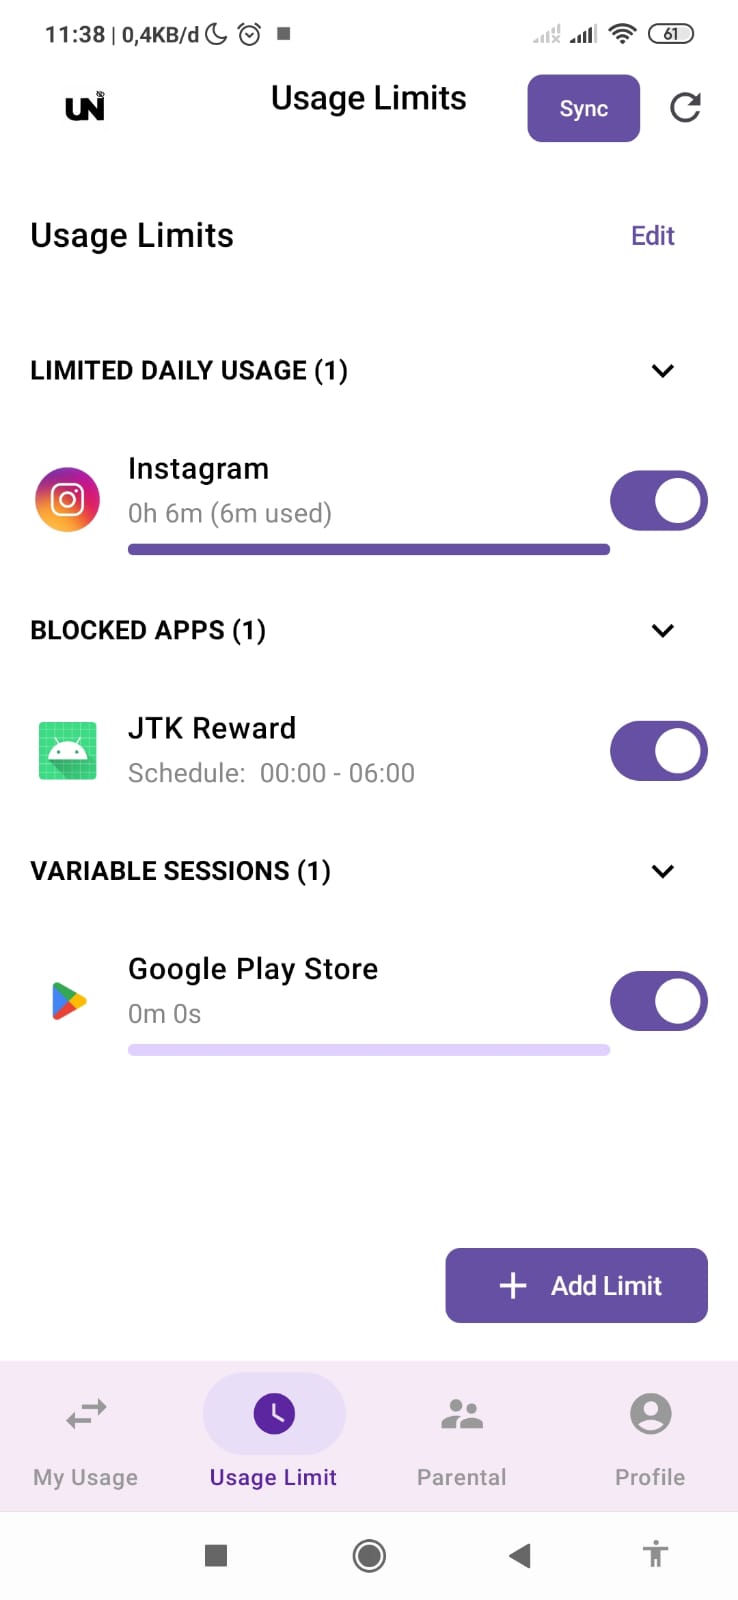 11:38 | 0,4KB/d
61
UN
Usage Limits
Sync
Usage Limits
Edit
LIMITED DAILY USAGE (1)
Instagram
0h 6m (6m used)
BLOCKED APPS (1)
JTK Reward
Schedule: 00:00 - 06:00
VARIABLE SESSIONS (1)
Google Play Store
0m 0s
+ Add Limit
My Usage
Usage Limit
Parental
Profile